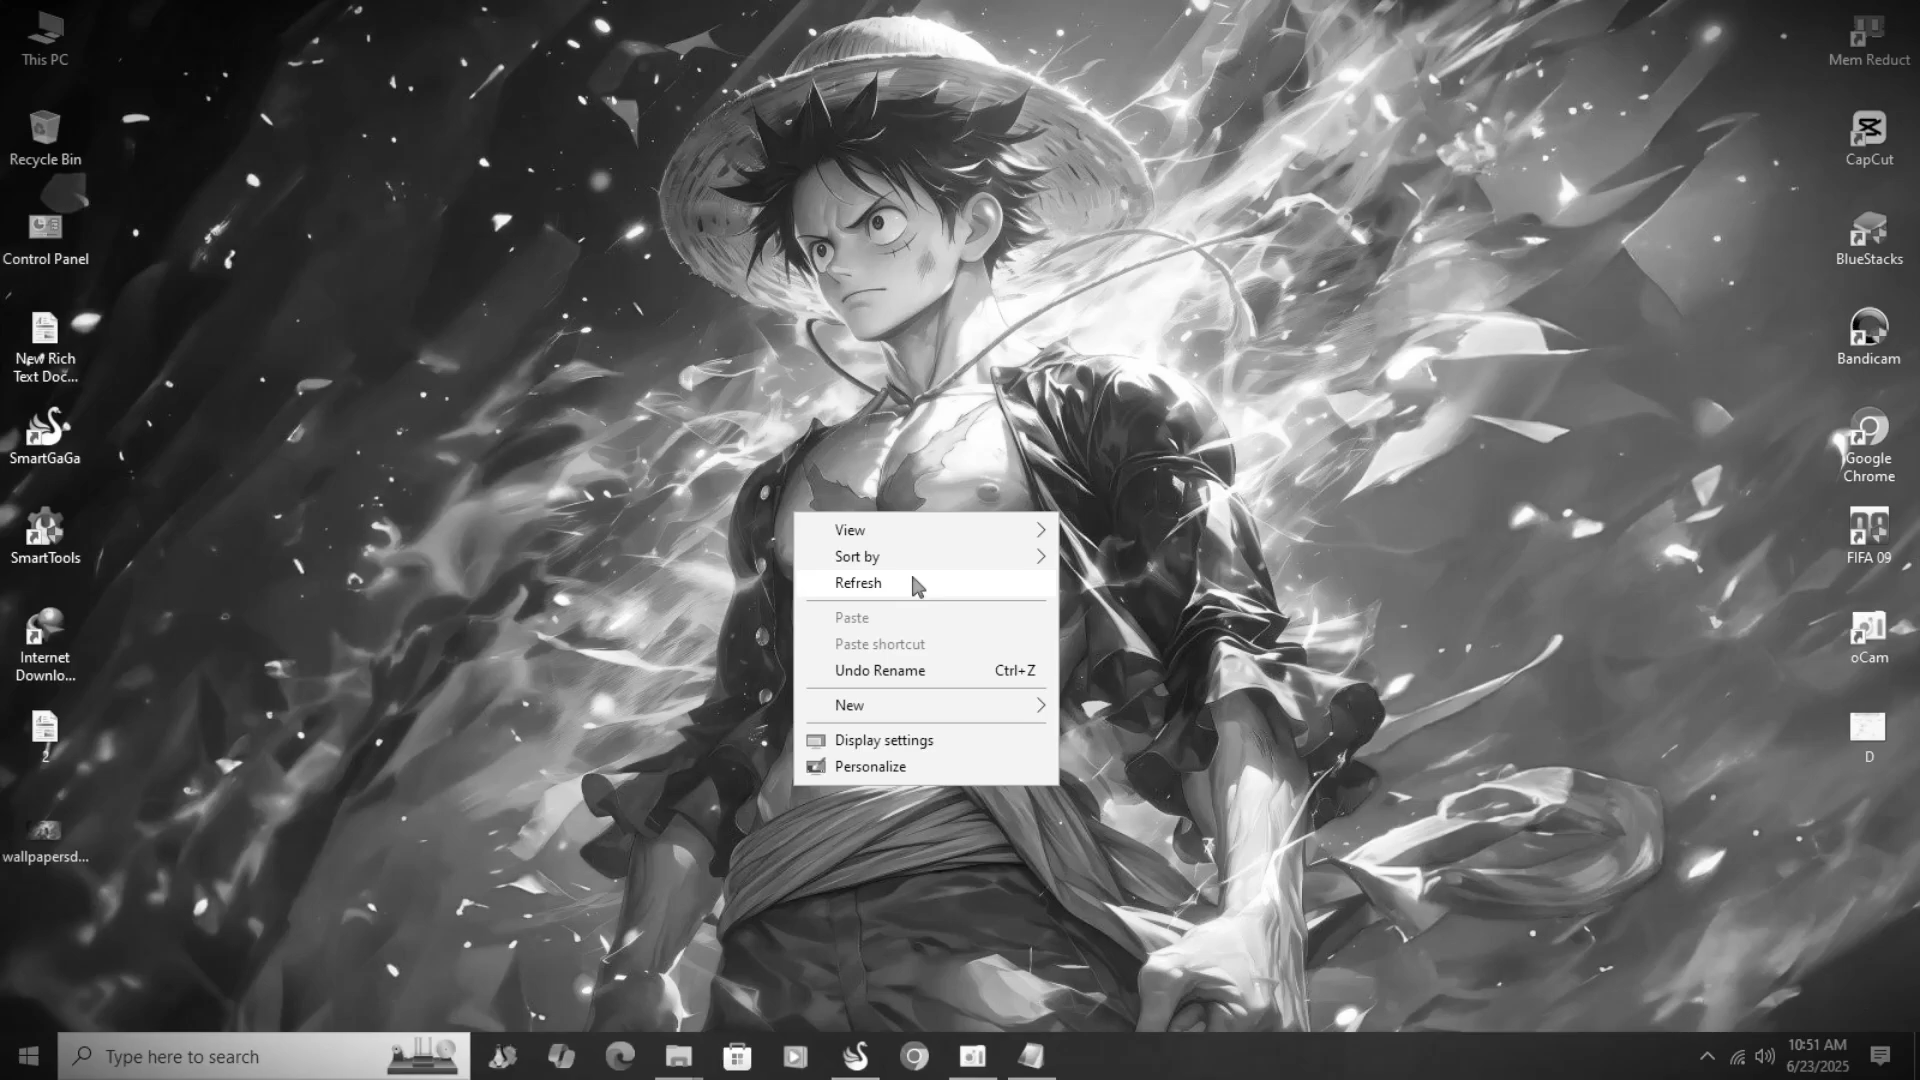 This PC
Recycle Bin
Control Panel
New Rich
Text Doc...
SmartGaGa
SmartTools
Internet
Downlo...
2
wallpapersd...
Mem Reduct
CapCut
BlueStacks
Bandicam
Google
Chrome
FIFA 09
oCam
D
View
Sort by
Refresh
Paste
Paste shortcut
Undo Rename Ctrl+Z
New
Display settings
Personalize
Type here to search
10:51 AM
6/23/2025